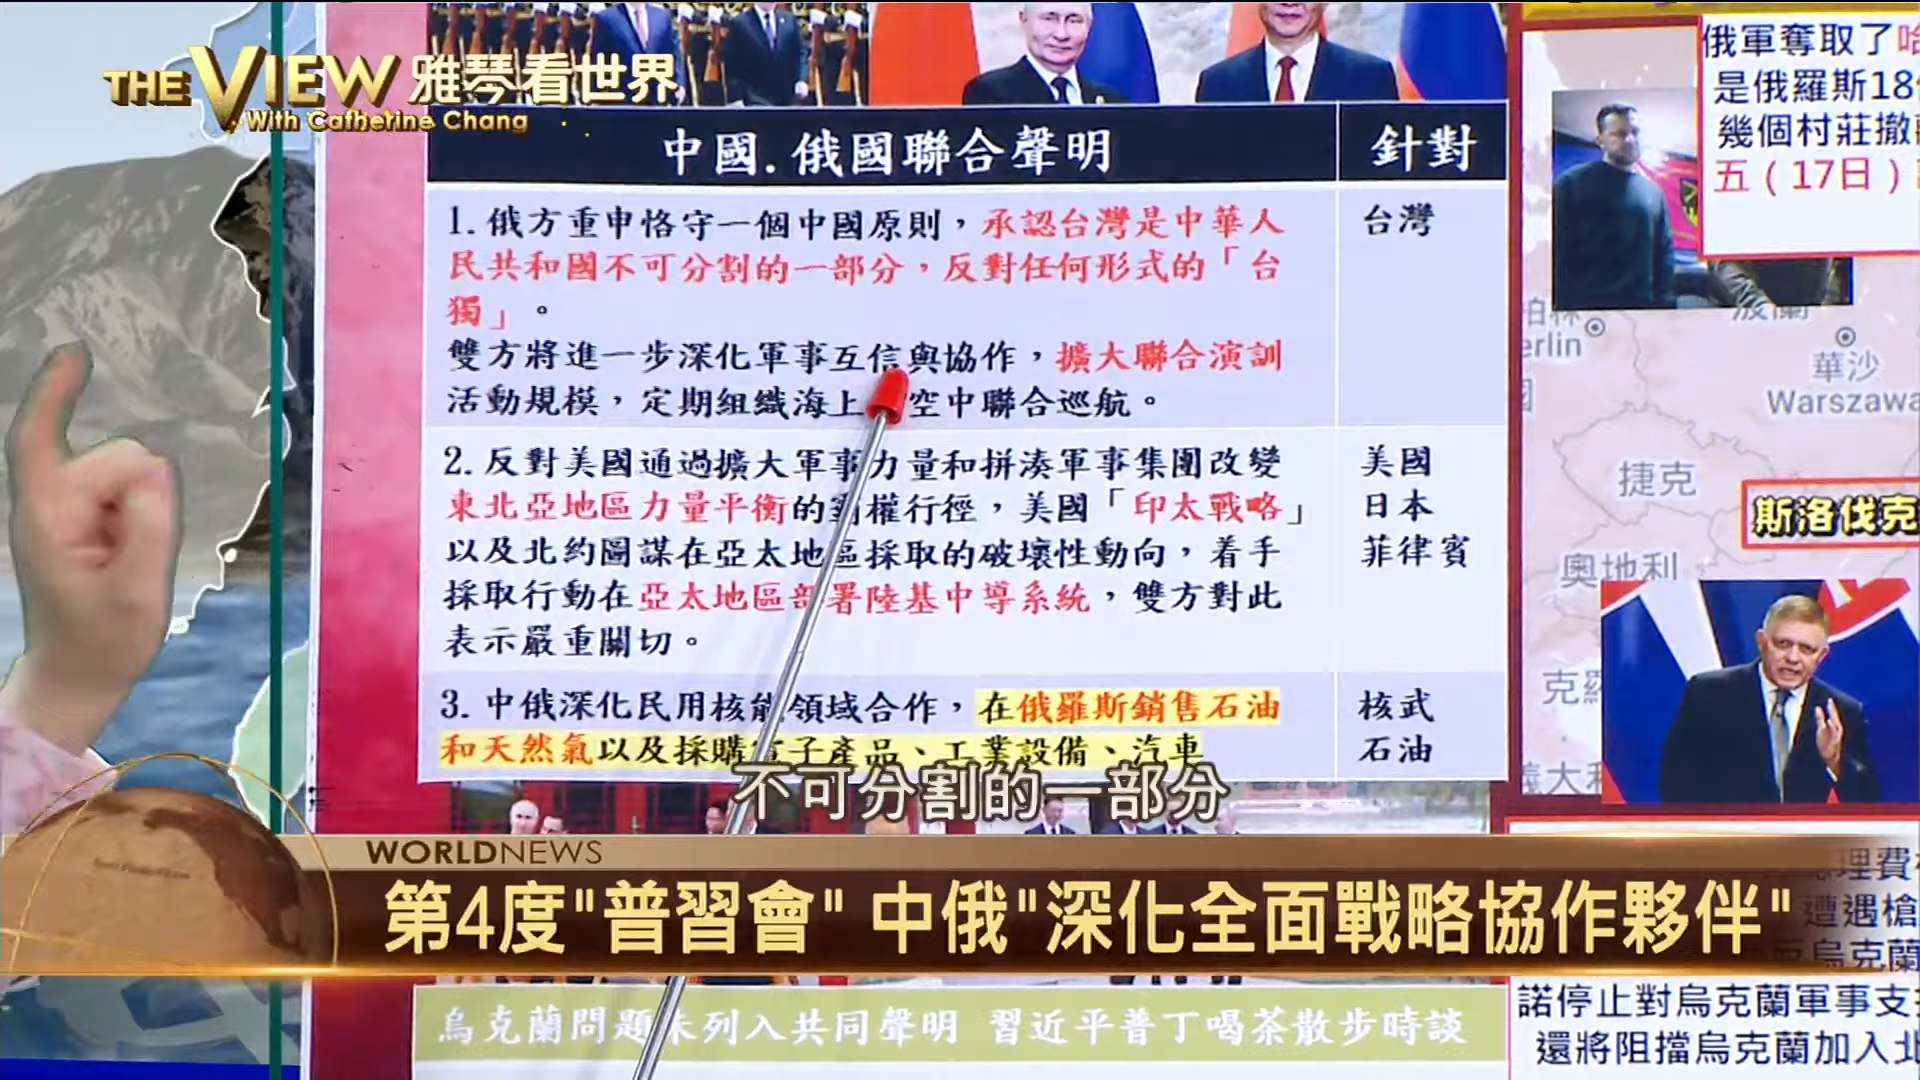 THE VIEW 雅琴看世界
With Catherine Chang
中國.俄國聯合聲明
針對
1.俄方重申恪守一個中國原則，承認台灣是中華人
民共和國不可分割的一部分，反對任何形式的「台
獨」。
雙方將進一步深化軍事互信與協作，擴大聯合演訓
活動規模，定期組織海上 空中聯合巡航。
台灣
2.反對美國通過擴大軍事力量和拼湊軍事集團改變
東北亞地區力量平衡的霸權行徑，美國「印太戰略」
以及北約圖謀在亞太地區採取的破壞性動向，着手
採取行動在亞太地區部署陸基中導系統，雙方對此
表示嚴重關切。
美國
日本
菲律賓
3.中俄深化民用核能領域合作，在俄羅斯銷售石油
和天然氣以及採購電子產品、工業設備、汽車
核武
石油
不可分割的一部分
WORLDNEWS
第4度"普習會" 中俄"深化全面戰略協作夥伴"
烏克蘭問題未列入共同聲明 習近平普丁喝茶散步時談
俄軍奪取了
是俄羅斯18
幾個村莊撤
五（17日）
erlin
波蘭
華沙
Warszawa
捷克
斯洛伐克
奧地利
義大
理費
遭遇槍
烏克蘭
諾停止對烏克蘭軍事支
還將阻擋烏克蘭加入北